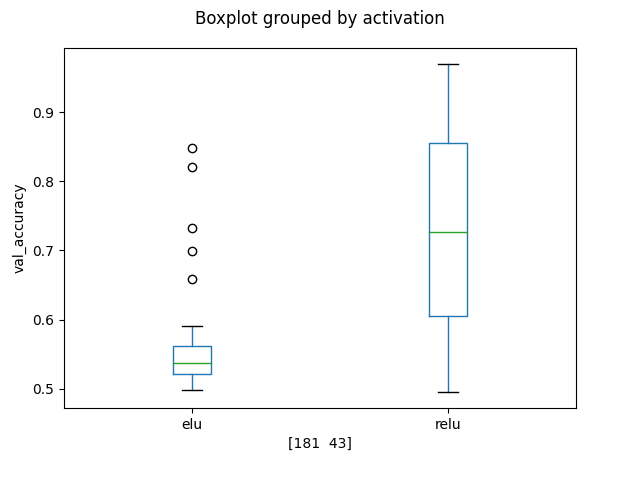 Boxplot grouped by activation
0.9
0.8
0.7
0.6
0.5
val_accuracy
elu relu
[181  43]